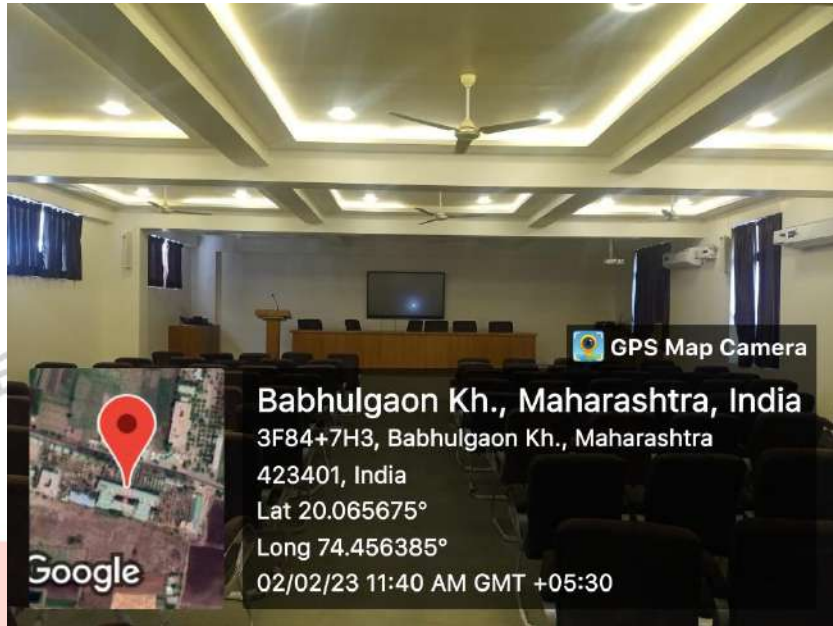 GPS Map Camera
Babhulgaon Kh., Maharashtra, India
3F84+7H3, Babhulgaon Kh., Maharashtra
423401, India
Lat 20.065675°
Long 74.456385°
02/02/23 11:40 AM GMT +05:30
Google